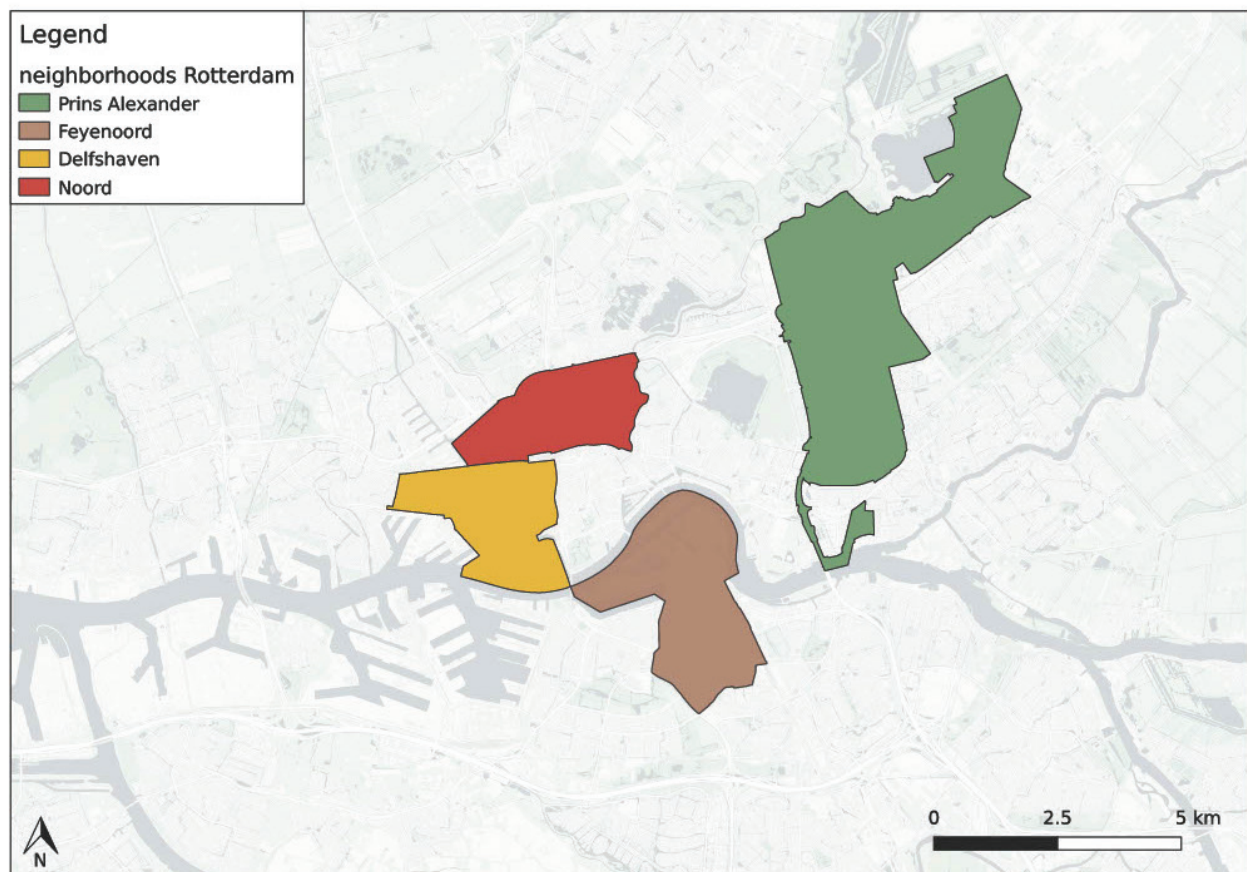 Legend
neighborhoods Rotterdam
Prins Alexander
Feyenoord
Delfshaven
Noord
0 2.5 5 km
N